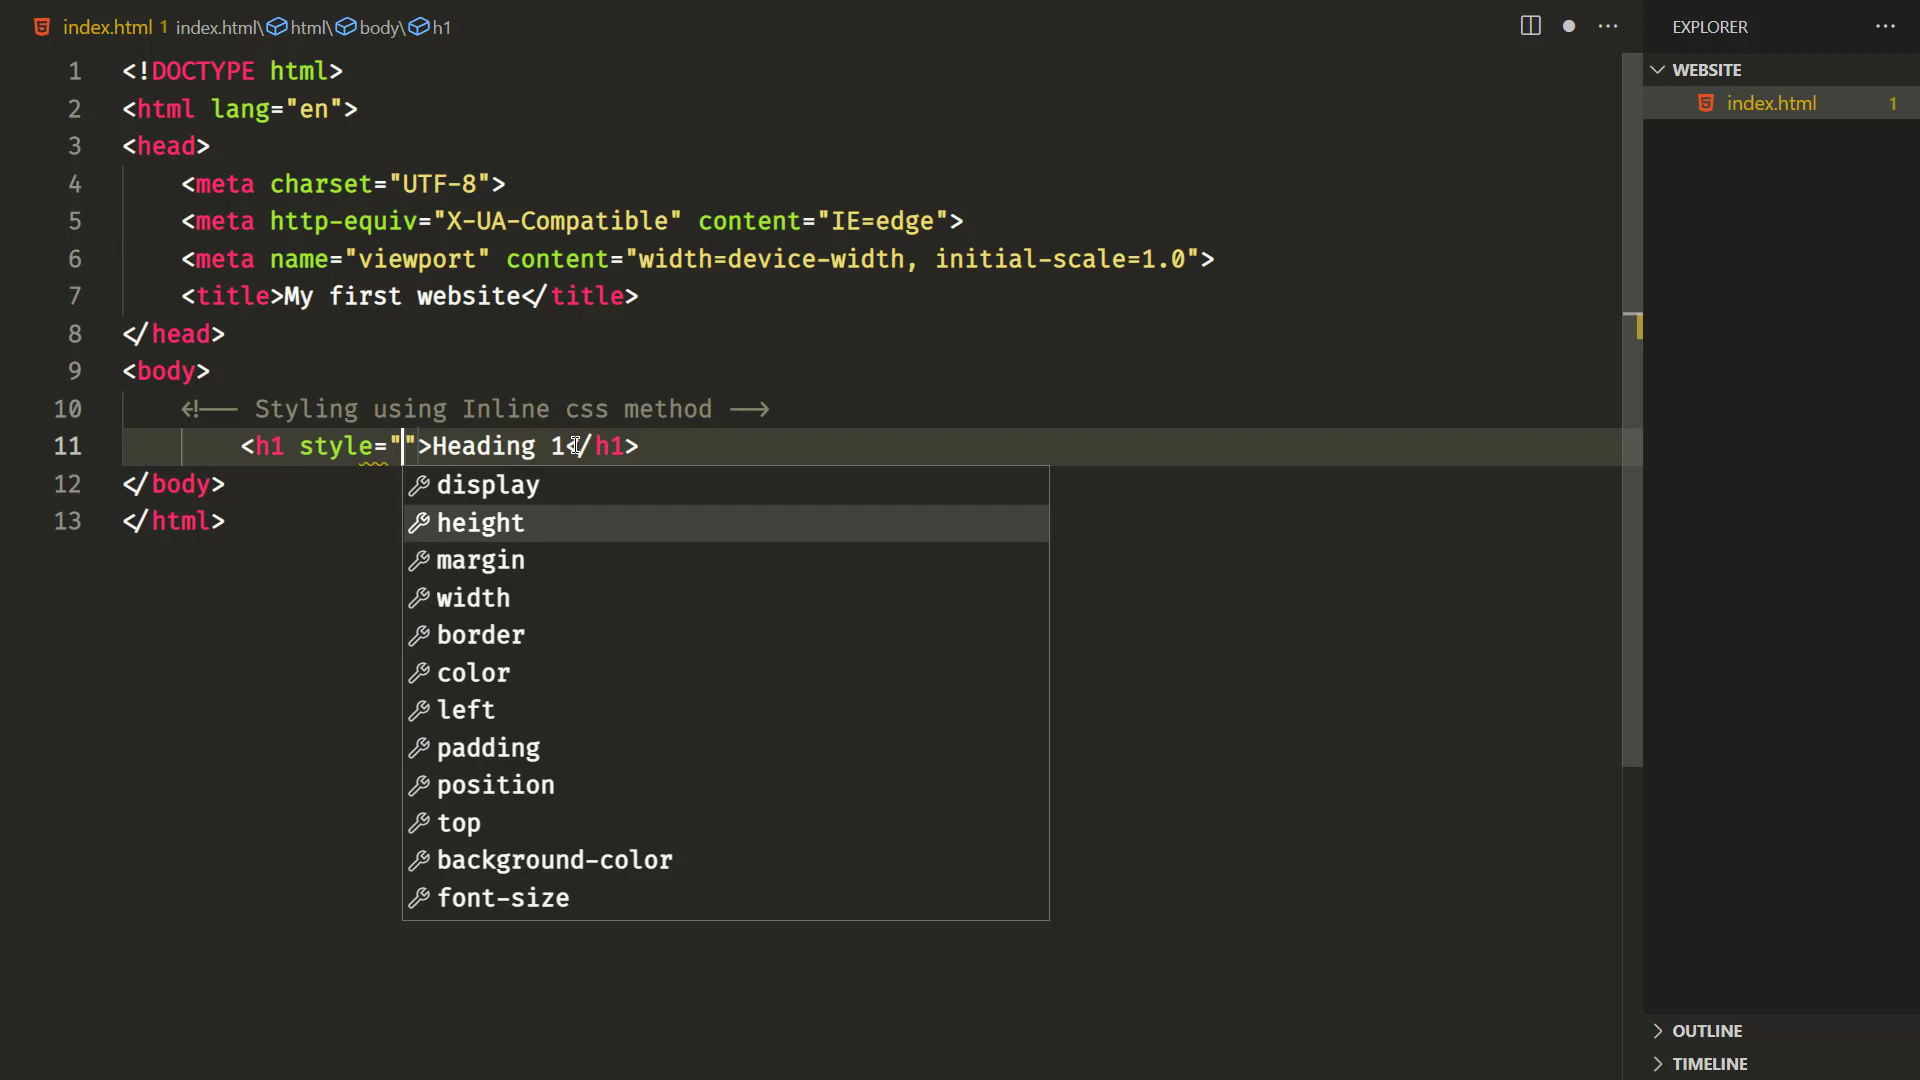 index.html 1 index.html\html\body\h1
1 <!DOCTYPE html>
2 <html lang="en">
3 <head>
4 <meta charset="UTF-8">
5 <meta http-equiv="X-UA-Compatible" content="IE=edge">
6 <meta name="viewport" content="width=device-width, initial-scale=1.0">
7 <title>My first website</title>
8 </head>
9 <body>
10 <!-- Styling using Inline css method -->
11 <h1 style="">Heading 1</h1>
12 </body>
13 </html>
display
height
margin
width
border
color
left
padding
position
top
background-color
font-size
EXPLORER
WEBSITE
index.html 1
OUTLINE
TIMELINE